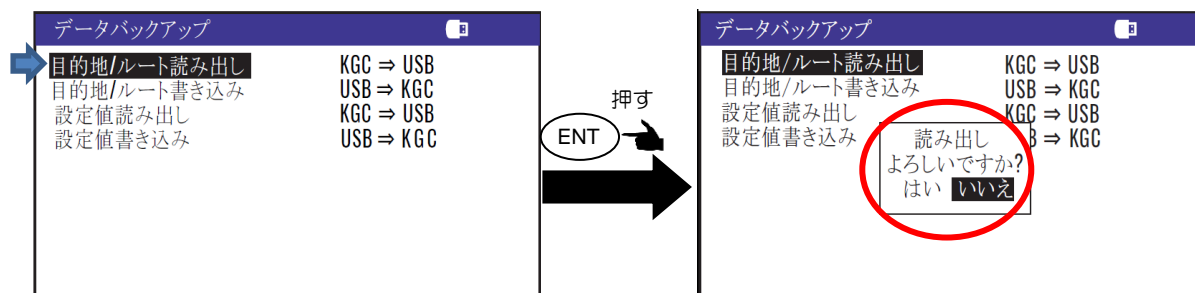 データバックアップ
目的地/ルート読み出し KGC ⇒ USB
目的地/ルート書き込み USB ⇒ KGC
設定値読み出し KGC ⇒ USB
設定値書き込み USB ⇒ KGC
押す
ENT
データバックアップ
目的地/ルート読み出し KGC ⇒ USB
目的地/ルート書き込み USB ⇒ KGC
設定値読み出し KGC ⇒ USB
設定値書き込み B ⇒ KGC
読み出し
よろしいですか?
はい いいえ